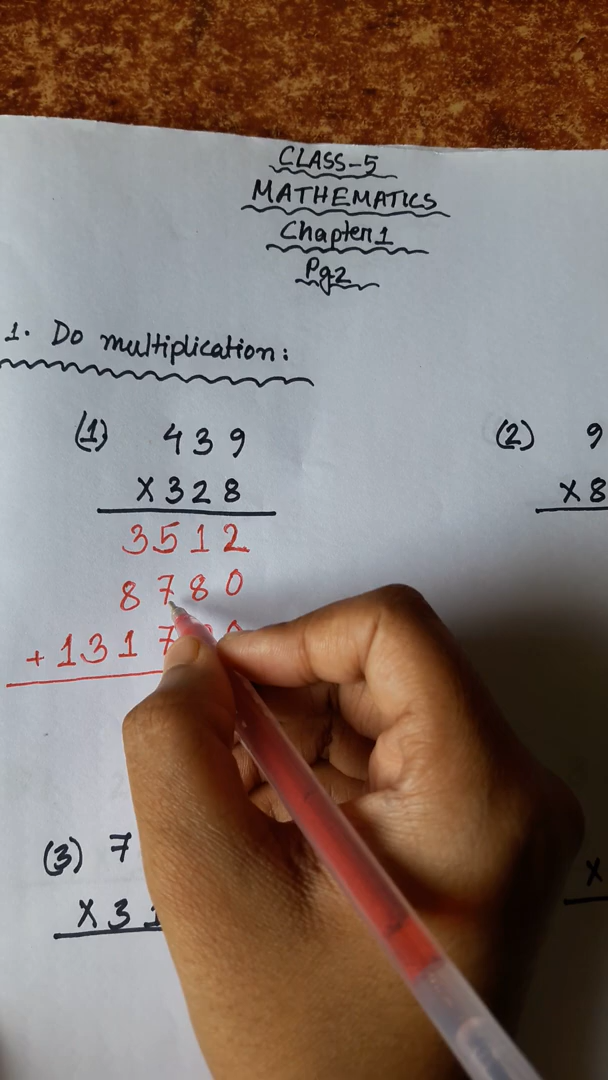 CLASS-5
MATHEMATICS
Chapter 1
Pg2
1. Do multiplication:
(1) 439
×328
3512
8780
+ 1317
(2) 9
×8
(3) 7
×31
×